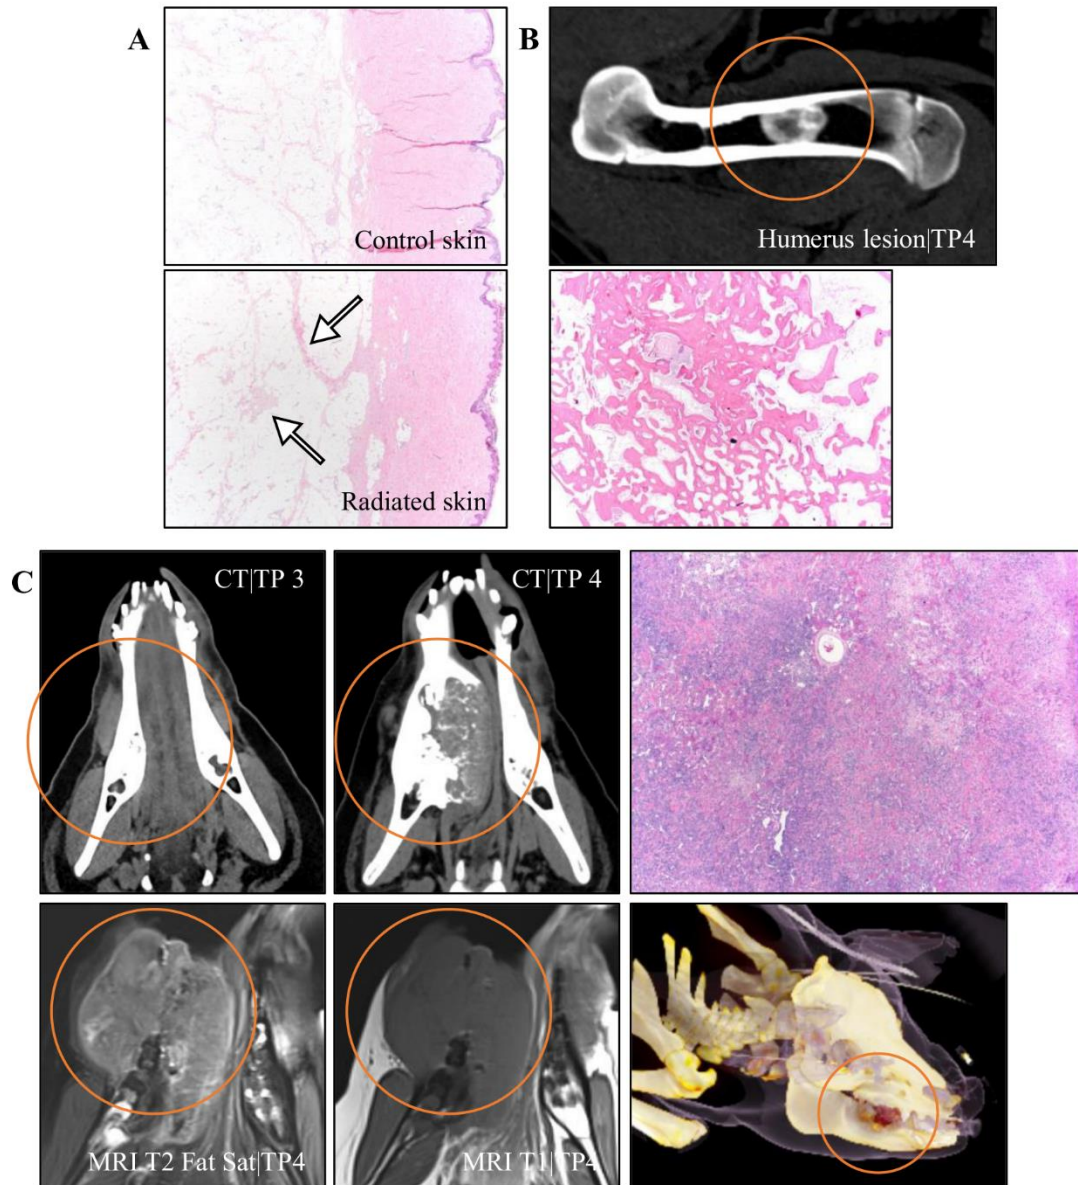 A
B
Control skin
Humerus lesion|TP4
Radiated skin
C
CT|TP 3
CT|TP 4
MRI T2 Fat Sat|TP4
MRI T1|TP4